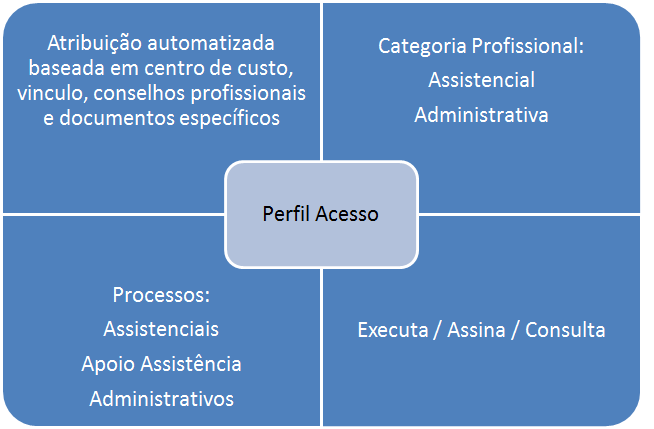 Atribuição automatizada
baseada em centro de custo,
vinculo, conselhos profissionais
e documentos específicos
Categoria Profissional:
Assistencial
Administrativa
Perfil Acesso
Processos:
Assistenciais
Apoio Assistência
Administrativos
Executa / Assina / Consulta